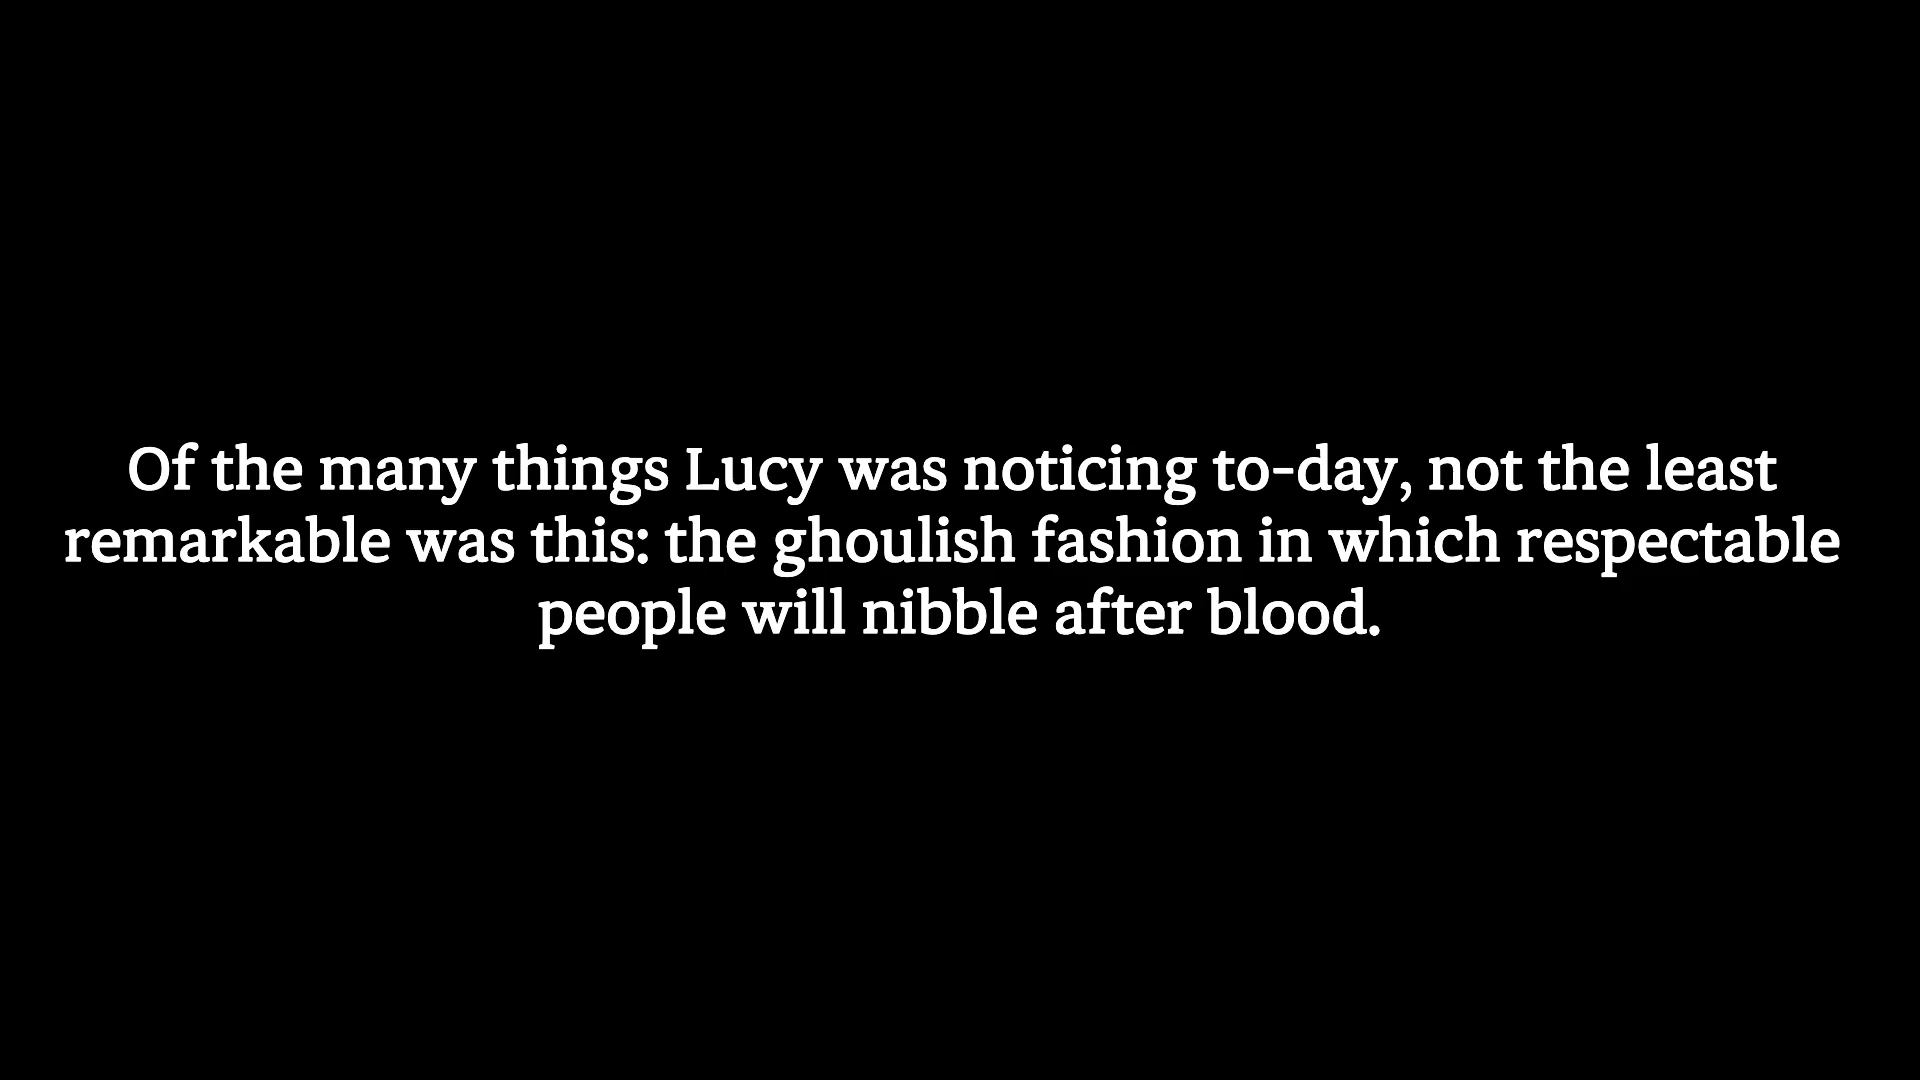 Of the many things Lucy was noticing to-day, not the least
remarkable was this: the ghoulish fashion in which respectable
people will nibble after blood.